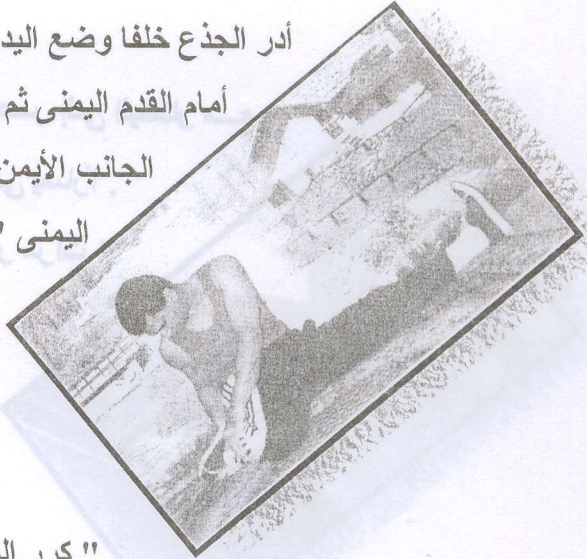 أدر الجذع خلفا وضع اليد
أمام القدم اليمنى ثم
الجانب الأيمن
اليمنى "
" كرر